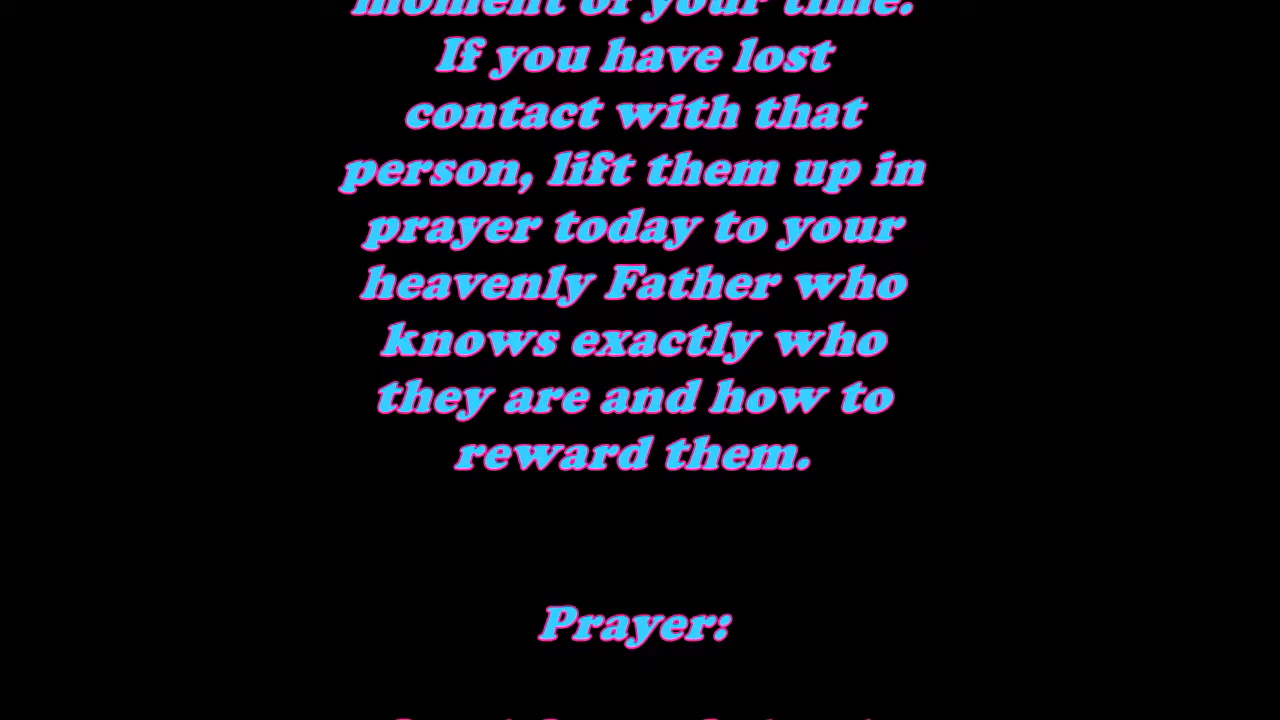 moment of your time.
If you have lost
contact with that
person, lift them up in
prayer today to your
heavenly Father who
knows exactly who
they are and how to
reward them.
Prayer: